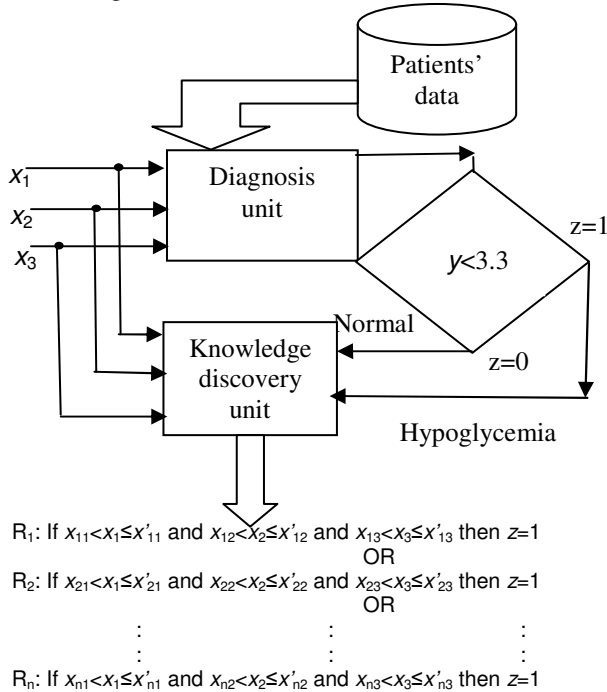 Patients'
data
x₁
x₂
x₃
Diagnosis
unit
z=1
y<3.3
Normal
z=0
Knowledge
discovery
unit
Hypoglycemia
R₁: If x₁₁<x₁≤x'₁₁ and x₁₂<x₂≤x'₁₂ and x₁₃<x₃≤x'₁₃ then z=1
OR
R₂: If x₂₁<x₁≤x'₂₁ and x₂₂<x₂≤x'₂₂ and x₂₃<x₃≤x'₂₃ then z=1
OR
: : :
: : :
Rₙ: If xₙ₁<x₁≤x'ₙ₁ and xₙ₂<x₂≤x'ₙ₂ and xₙ₃<x₃≤x'ₙ₃ then z=1